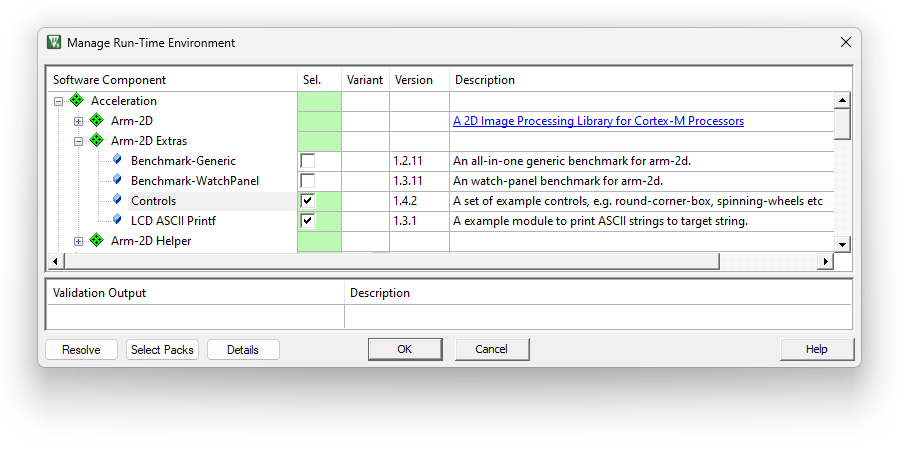 Manage Run-Time Environment
Software Component Sel. Variant Version Description
Acceleration
Arm-2D A 2D Image Processing Library for Cortex-M Processors
Arm-2D Extras
Benchmark-Generic 1.2.11 An all-in-one generic benchmark for arm-2d.
Benchmark-WatchPanel 1.3.11 An watch-panel benchmark for arm-2d.
Controls 1.4.2 A set of example controls, e.g. round-corner-box, spinning-wheels etc
LCD ASCII Printf 1.3.1 A example module to print ASCII strings to target string.
Arm-2D Helper
Validation Output Description
Resolve Select Packs Details OK Cancel Help